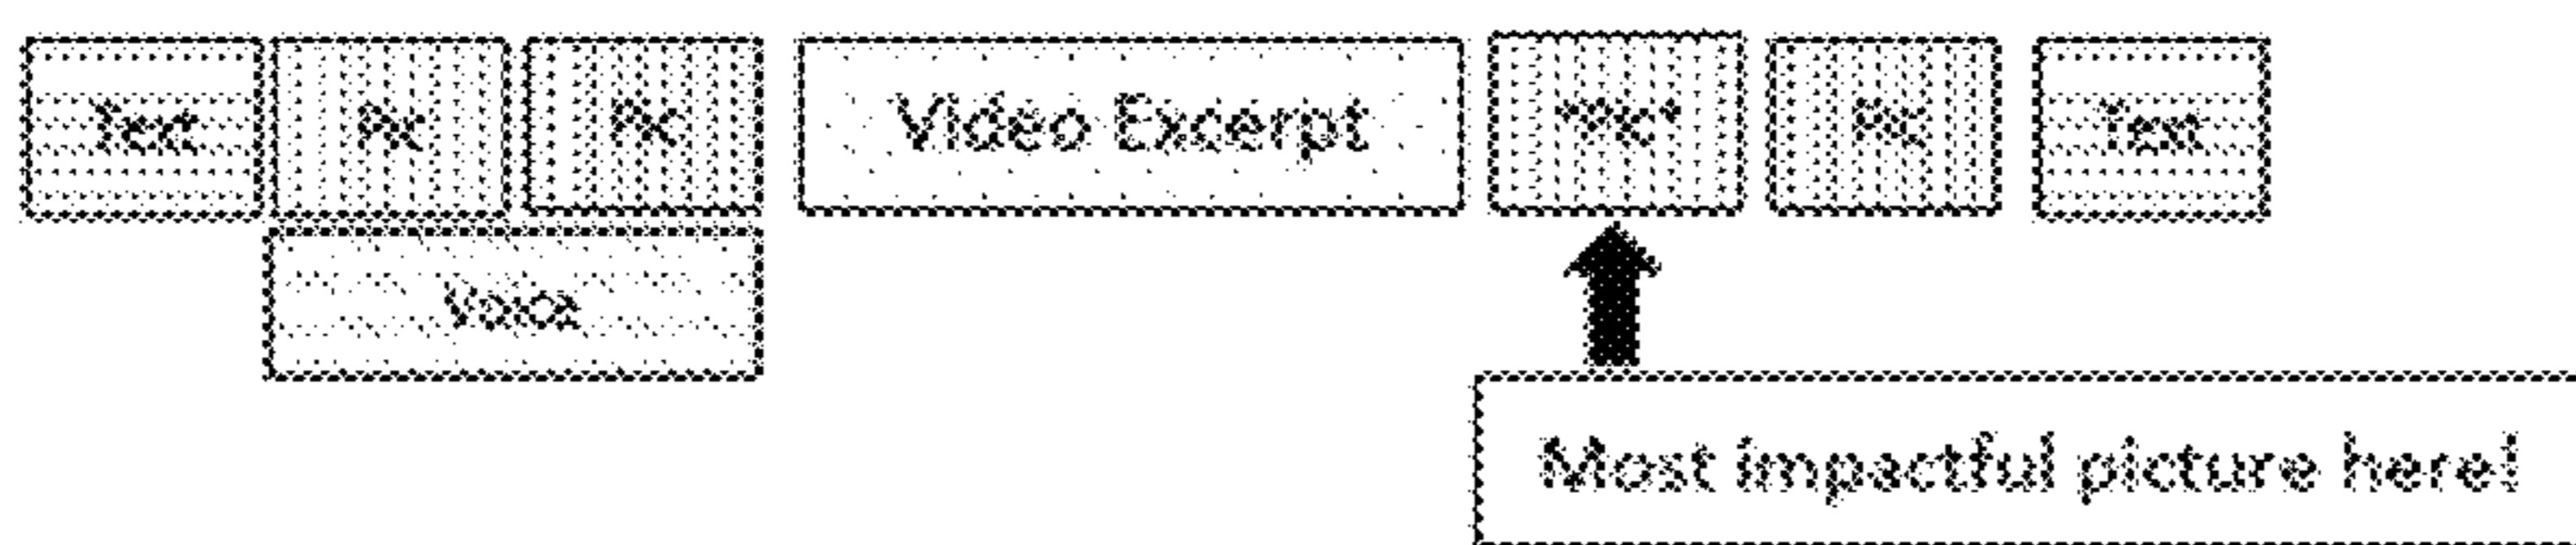 Text
Pic
Pic
Video Excerpt
"Pic"
Pic
Text
Voice
Most impactful picture here!